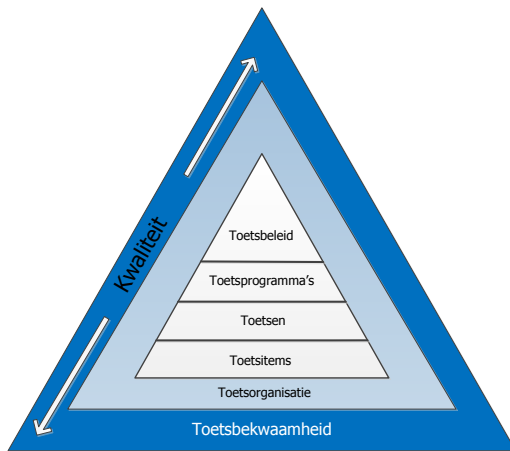 Kwaliteit
Toetsbeleid
Toetsprogramma's
Toetsen
Toetsitems
Toetsorganisatie
Toetsbekwaamheid